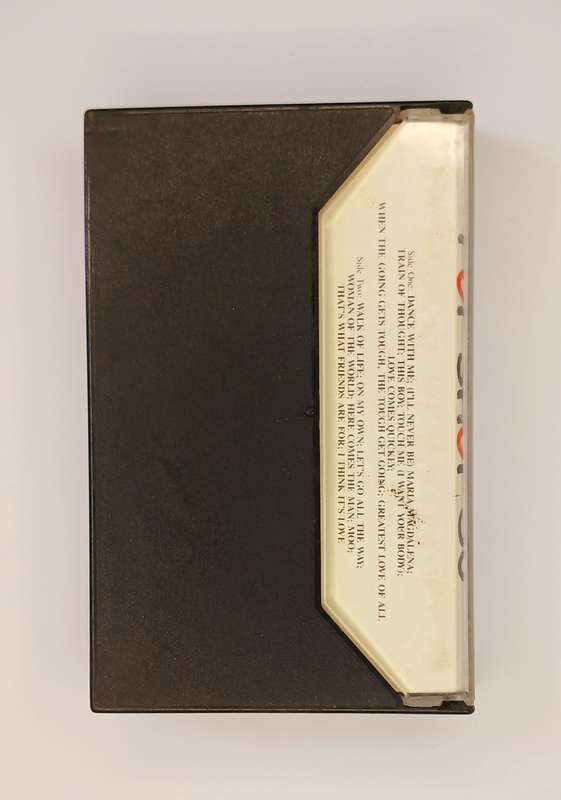 Side One: DANCE WITH ME; (I'LL NEVER BE) MARIA MAGDALENA;
TRAIN OF THOUGHT; THIS BOY; TOUCH ME (I WANT YOUR BODY);
LOVE COMES QUICKLY;
WHEN THE GOING GETS TOUGH, THE TOUGH GET GOING; GREATEST LOVE OF ALL
Side Two: WALK OF LIFE; ON MY OWN; LET'S GO ALL THE WAY;
WOMAN OF THE WORLD; HERE COMES THE MAN; MOO;
THAT'S WHAT FRIENDS ARE FOR; I THINK IT'S LOVE